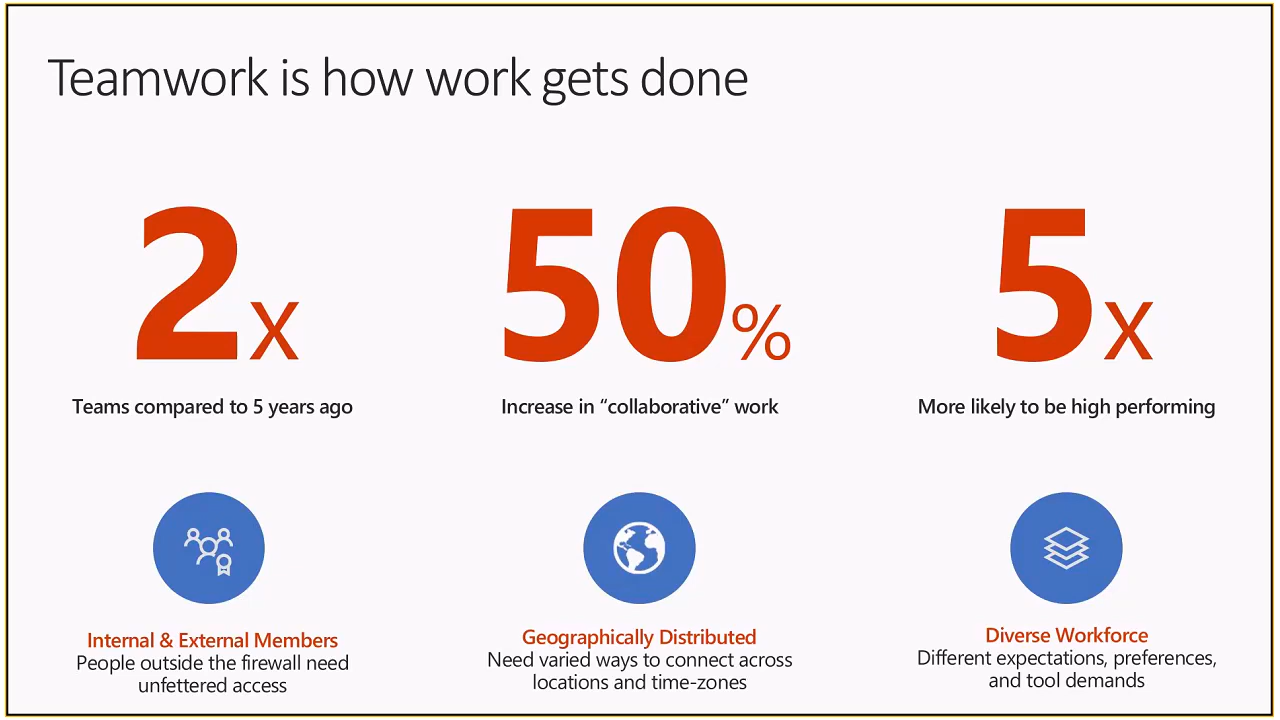 Teamwork is how work gets done
2x
Teams compared to 5 years ago
50%
Increase in “collaborative” work
5x
More likely to be high performing
Internal & External Members
People outside the firewall need
unfettered access
Geographically Distributed
Need varied ways to connect across
locations and time-zones
Diverse Workforce
Different expectations, preferences,
and tool demands